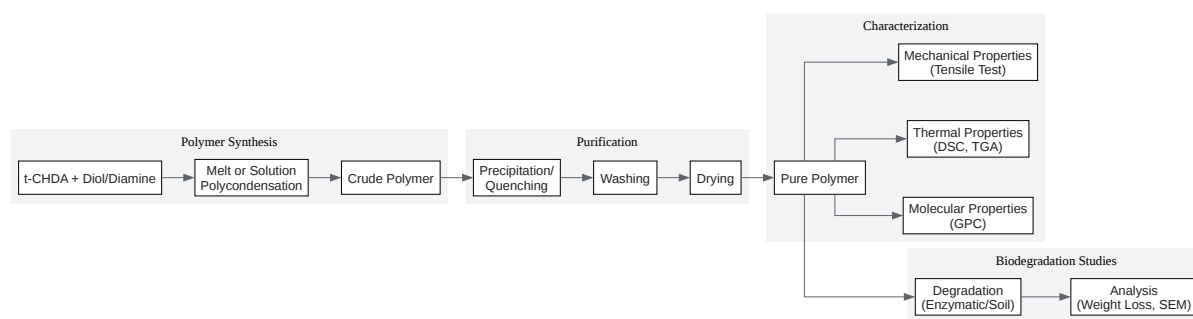 Characterization
Mechanical Properties
(Tensile Test)
Polymer Synthesis
Purification
Thermal Properties
(DSC, TGA)
t-CHDA + Diol/Diamine
Melt or Solution
Polycondensation
Crude Polymer
Precipitation/
Quenching
Washing
Drying
Pure Polymer
Molecular Properties
(GPC)
Biodegradation Studies
Degradation
(Enzymatic/Soil)
Analysis
(Weight Loss, SEM)